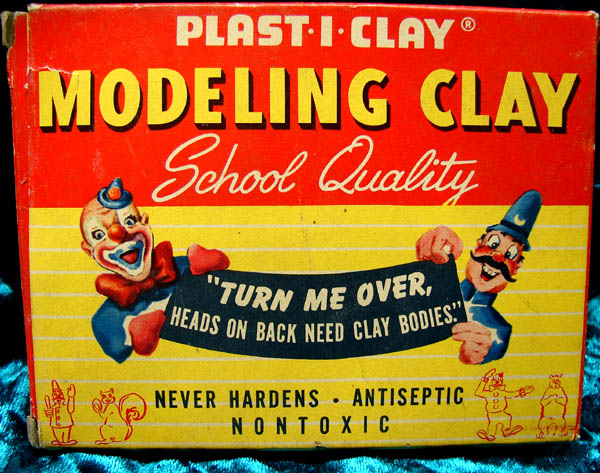 PLAST·I·CLAY®
MODELING CLAY
School Quality
"TURN ME OVER,
HEADS ON BACK NEED CLAY BODIES."
NEVER HARDENS · ANTISEPTIC
NONTOXIC